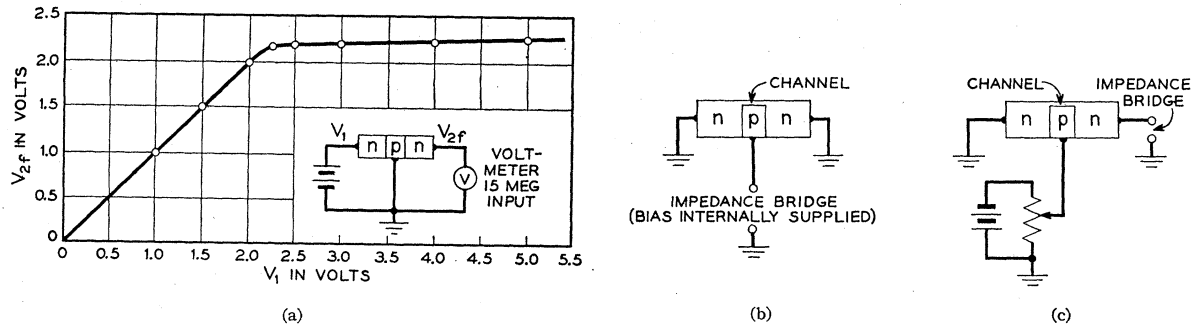 2.5
2.0
1.5
1.0
0.5
0
V2f IN VOLTS
V1
V2f
n p n
V
VOLT-
METER
15 MEG
INPUT
0 0.5 1.0 1.5 2.0 2.5 3.0 3.5 4.0 4.5 5.0 5.5
V1 IN VOLTS
(a)
CHANNEL
n p n
IMPEDANCE BRIDGE
(BIAS INTERNALLY SUPPLIED)
(b)
CHANNEL
IMPEDANCE
BRIDGE
n p n
(c)